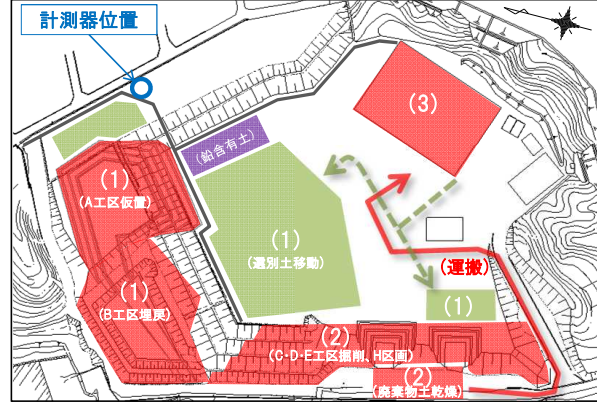 計測器位置
(3)
(鉛含有土)
(1)
(A工区仮置)
(1)
(選別土移動)
(運搬)
(1)
(B工区埋戻)
(1)
(2)
(C・D・E工区掘削、H区画)
(2)
(廃棄物土乾燥)